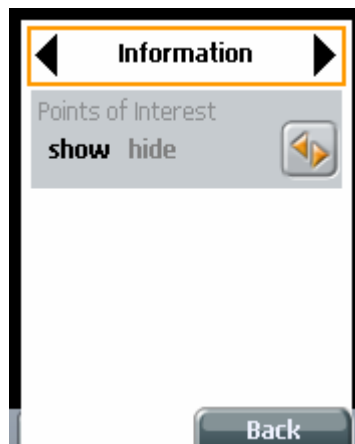 Information
Points of Interest
show hide
Back